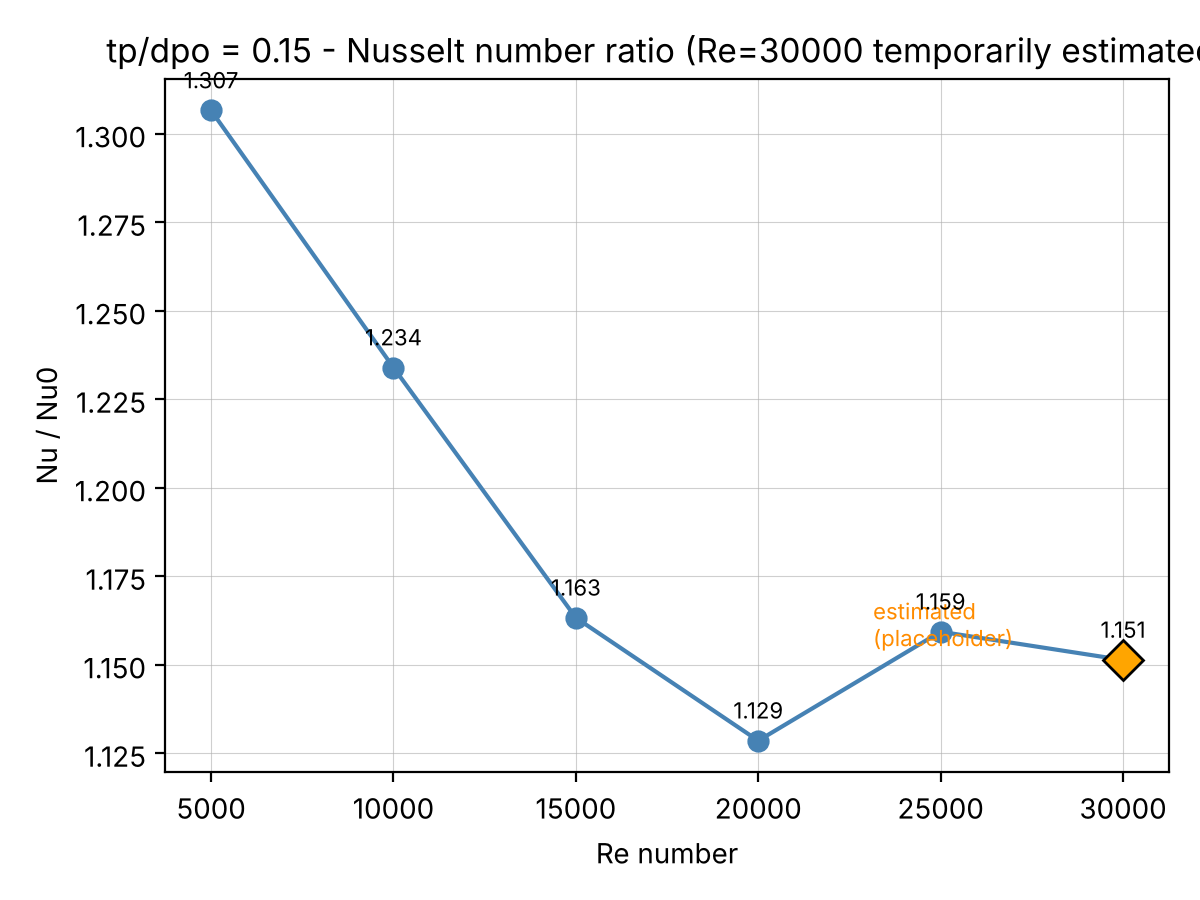 tp/dpo = 0.15 - Nusselt number ratio (Re=30000 temporarily estimated
1.307
1.300
1.275
1.250
1.225
1.200
1.175
1.150
1.125
1.234
1.163
1.129
1.159
estimated
(placeholder)
1.151
Nu / Nu0
5000 10000 15000 20000 25000 30000
Re number